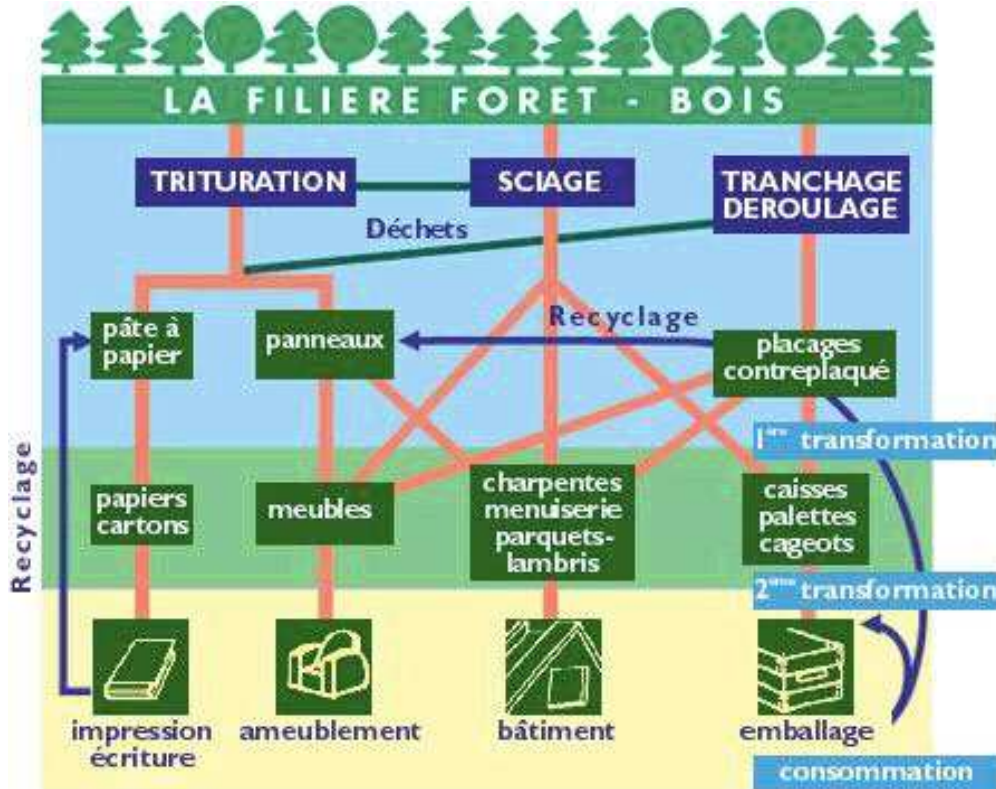 LA FILIERE FORET - BOIS
TRITURATION
SCIAGE
TRANCHAGE
DEROULAGE
Déchets
Recyclage
pâte à
papier
panneaux
placages
contreplaqué
1ère transformation
Recyclage
papiers
cartons
meubles
charpentes
menuiserie
parquets-
lambris
caisses
palettes
cageots
2ème transformation
impression
écriture
ameublement
bâtiment
emballage
consommation